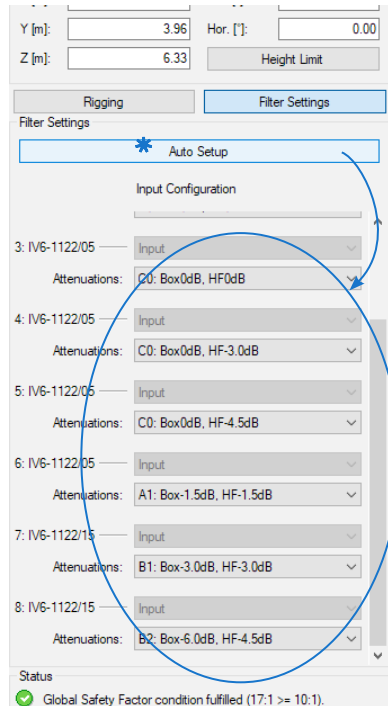 Y [m]: 3.96 Hor. [°]: 0.00
Z [m]: 6.33 Height Limit
Rigging Filter Settings
Filter Settings
Auto Setup
Input Configuration
3: IV6-1122/05 Input
Attenuations: C0: Box0dB, HF0dB
4: IV6-1122/05 Input
Attenuations: C0: Box0dB, HF-3.0dB
5: IV6-1122/05 Input
Attenuations: C0: Box0dB, HF-4.5dB
6: IV6-1122/05 Input
Attenuations: A1: Box-1.5dB, HF-1.5dB
7: IV6-1122/15 Input
Attenuations: B1: Box-3.0dB, HF-3.0dB
8: IV6-1122/15 Input
Attenuations: B2: Box-6.0dB, HF-4.5dB
Status
Global Safety Factor condition fulfilled (17:1 >= 10:1).